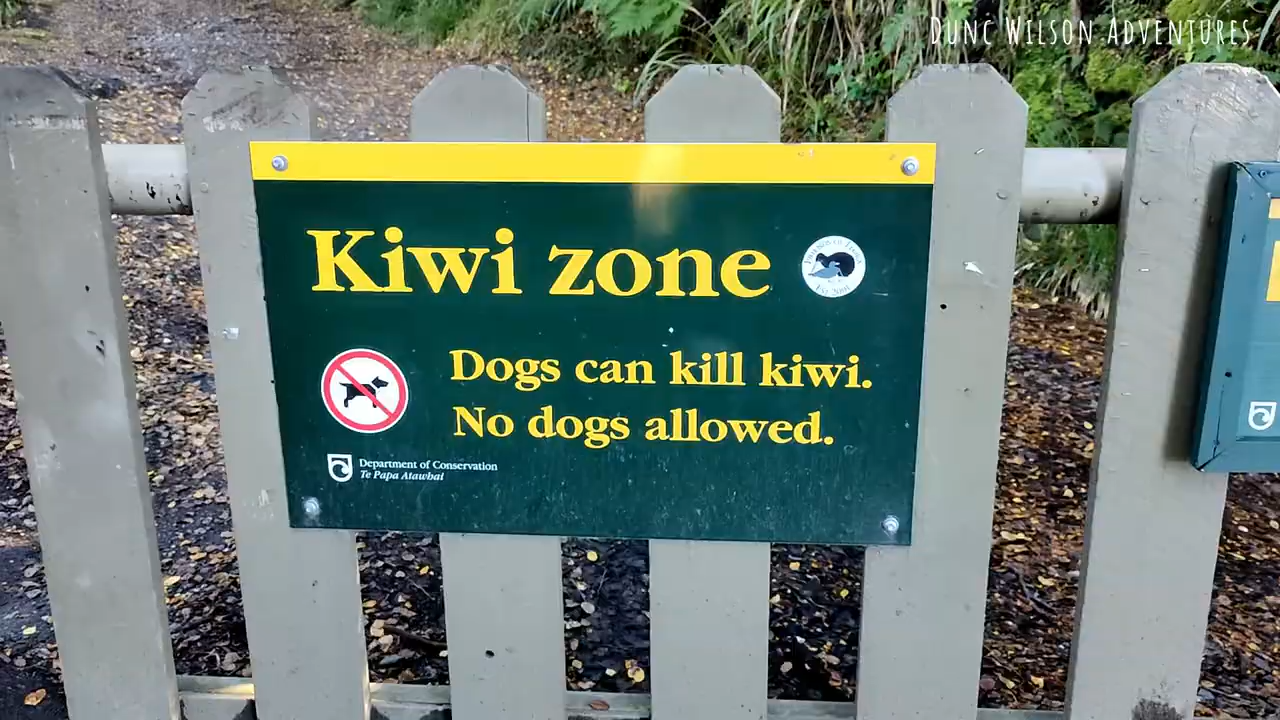 Dunc Wilson Adventures
Kiwi zone
Dogs can kill kiwi.
No dogs allowed.
Department of Conservation
Te Papa Atawhai